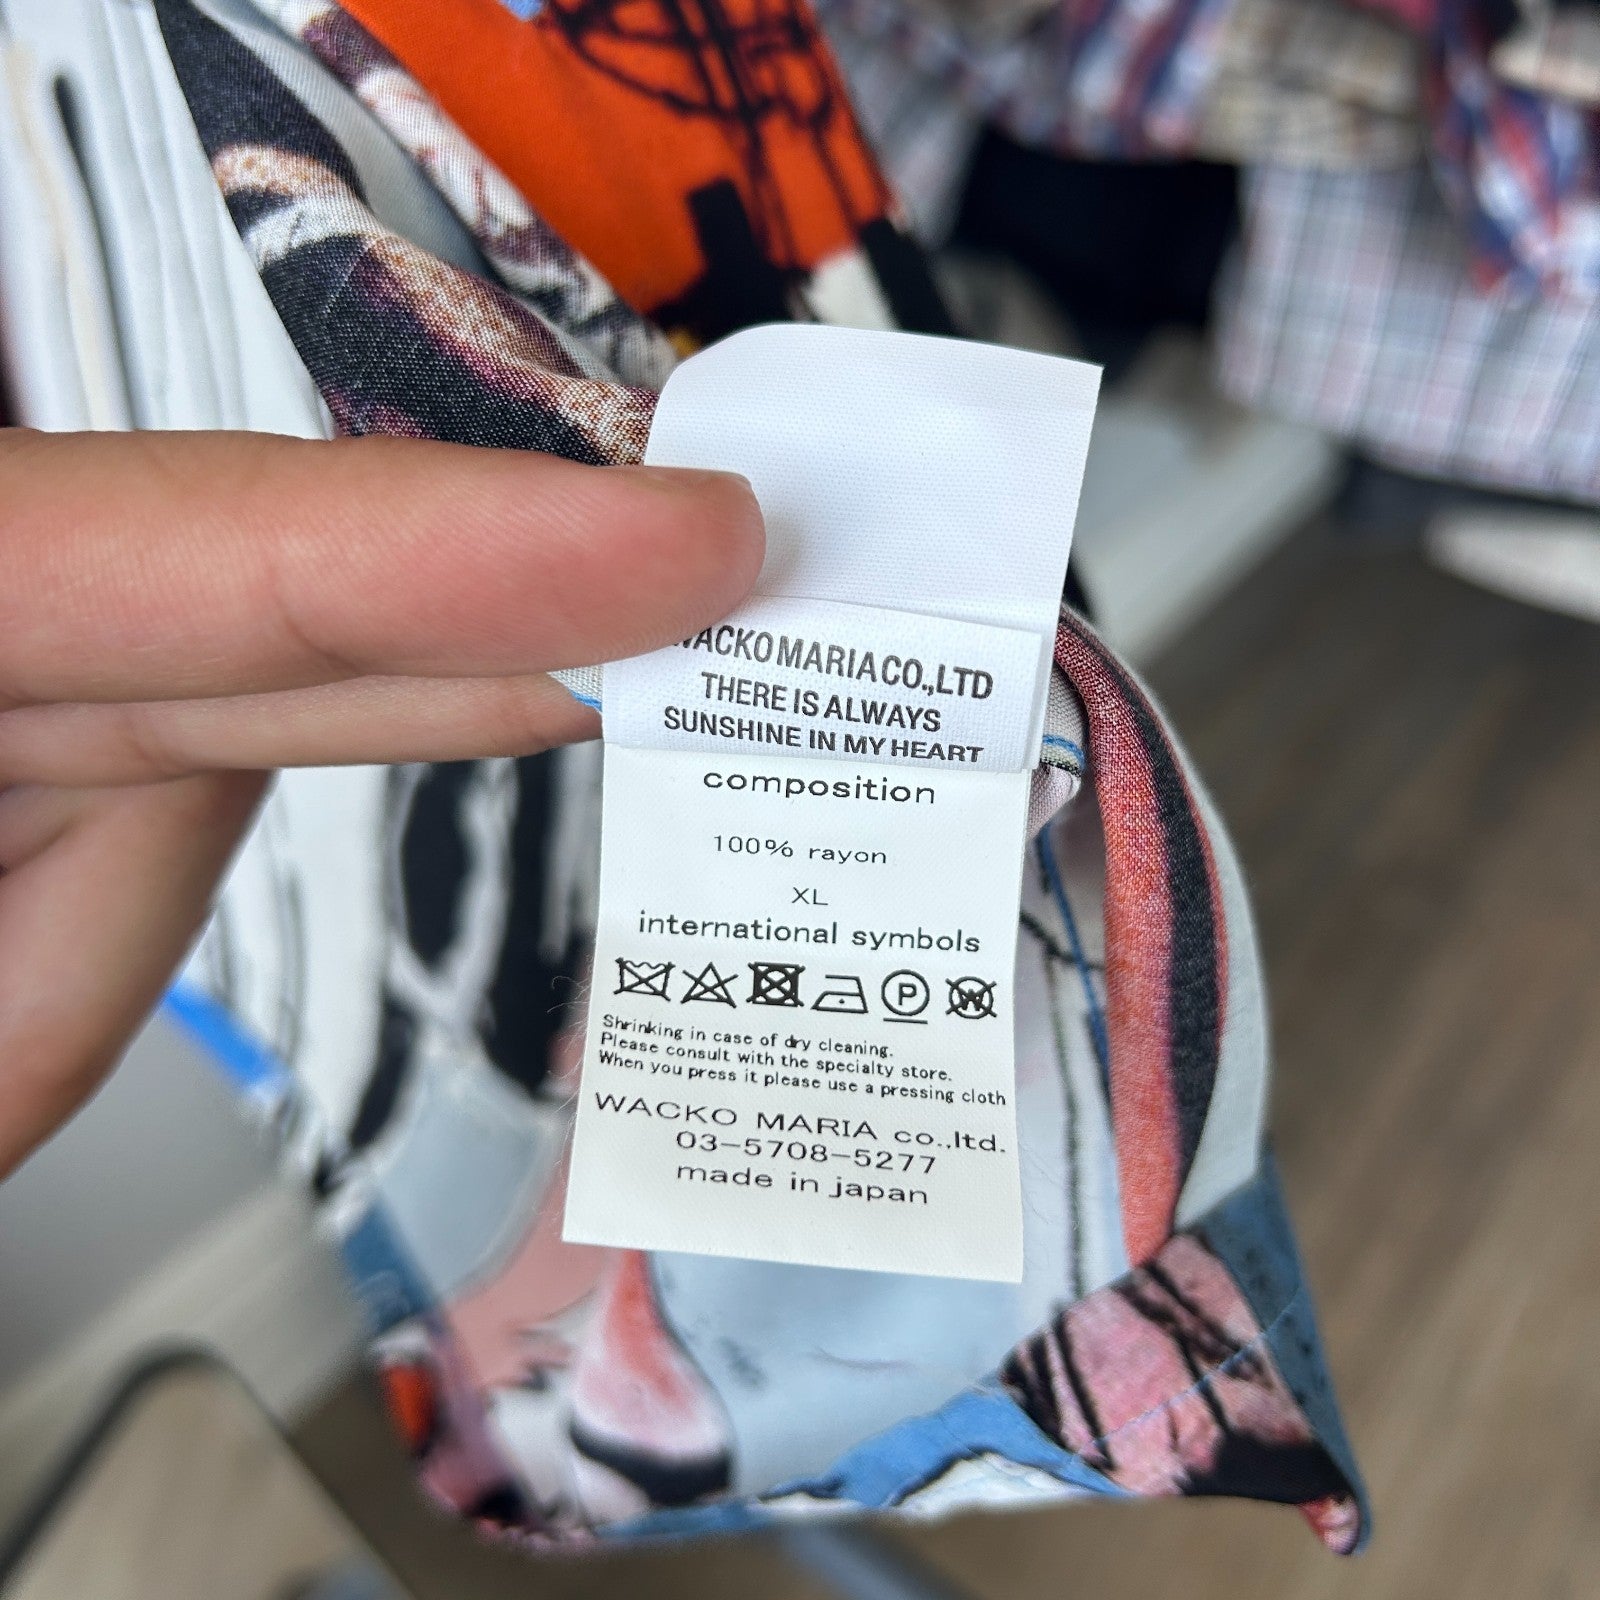 WACKO MARIA CO.,LTD
THERE IS ALWAYS
SUNSHINE IN MY HEART
composition
100% rayon
XL
international symbols
P W
Shrinking in case of dry cleaning.
Please consult with the specialty store.
When you press it please use a pressing cloth
WACKO MARIA co.,ltd.
03-5708-5277
made in japan